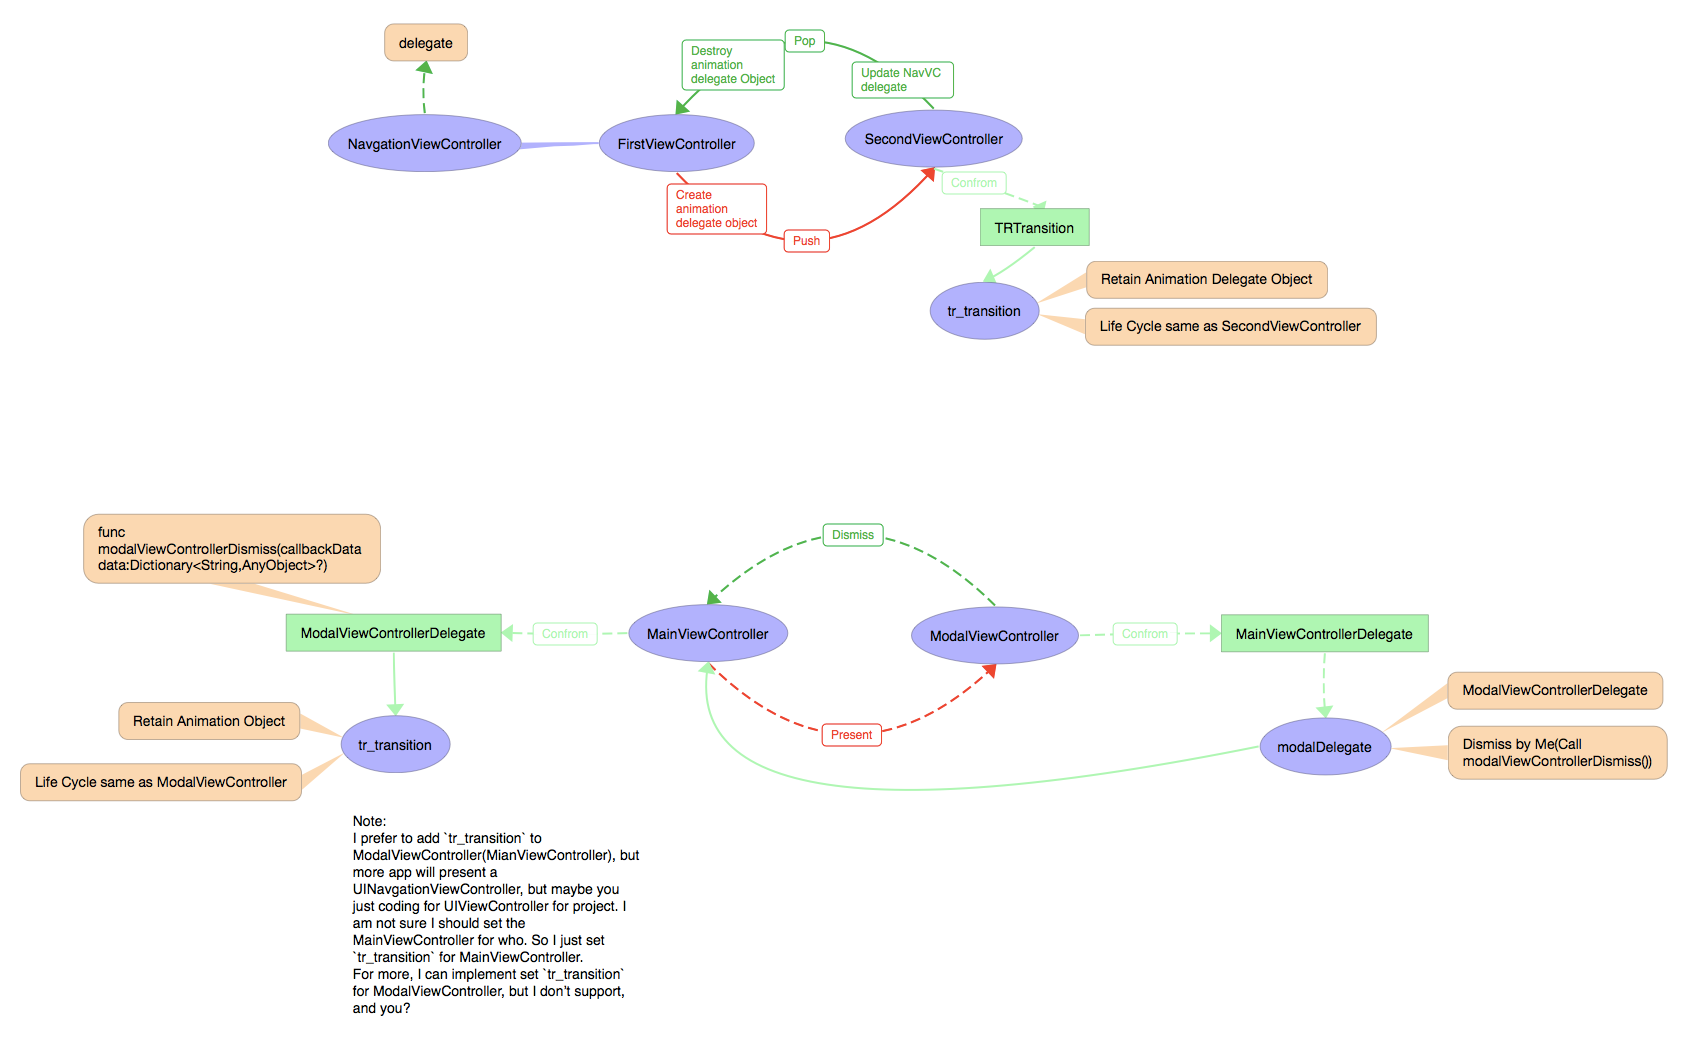 delegate
Pop
Destroy
animation
delegate Object
Update NavVC
delegate
NavgationViewController
FirstViewController
SecondViewController
Create
animation
delegate object
Push
Confrom
TRTransition
Retain Animation Delegate Object
tr_transition
Life Cycle same as SecondViewController
func
modalViewControllerDismiss(callbackData
data:Dictionary<String,AnyObject>?)
Dismiss
ModalViewControllerDelegate
Confrom
MainViewController
ModalViewController
Confrom
MainViewControllerDelegate
Retain Animation Object
tr_transition
Life Cycle same as ModalViewController
Present
modalDelegate
ModalViewControllerDelegate
Dismiss by Me(Call
modalViewControllerDismiss())
Note:
I prefer to add `tr_transition` to
ModalViewController(MianViewController), but
more app will present a
UINavgationViewController, but maybe you
just coding for UIViewController for project. I
am not sure I should set the
MainViewController for who. So I just set
`tr_transition` for MainViewController.
For more, I can implement set `tr_transition`
for ModalViewController, but I don't support,
and you?